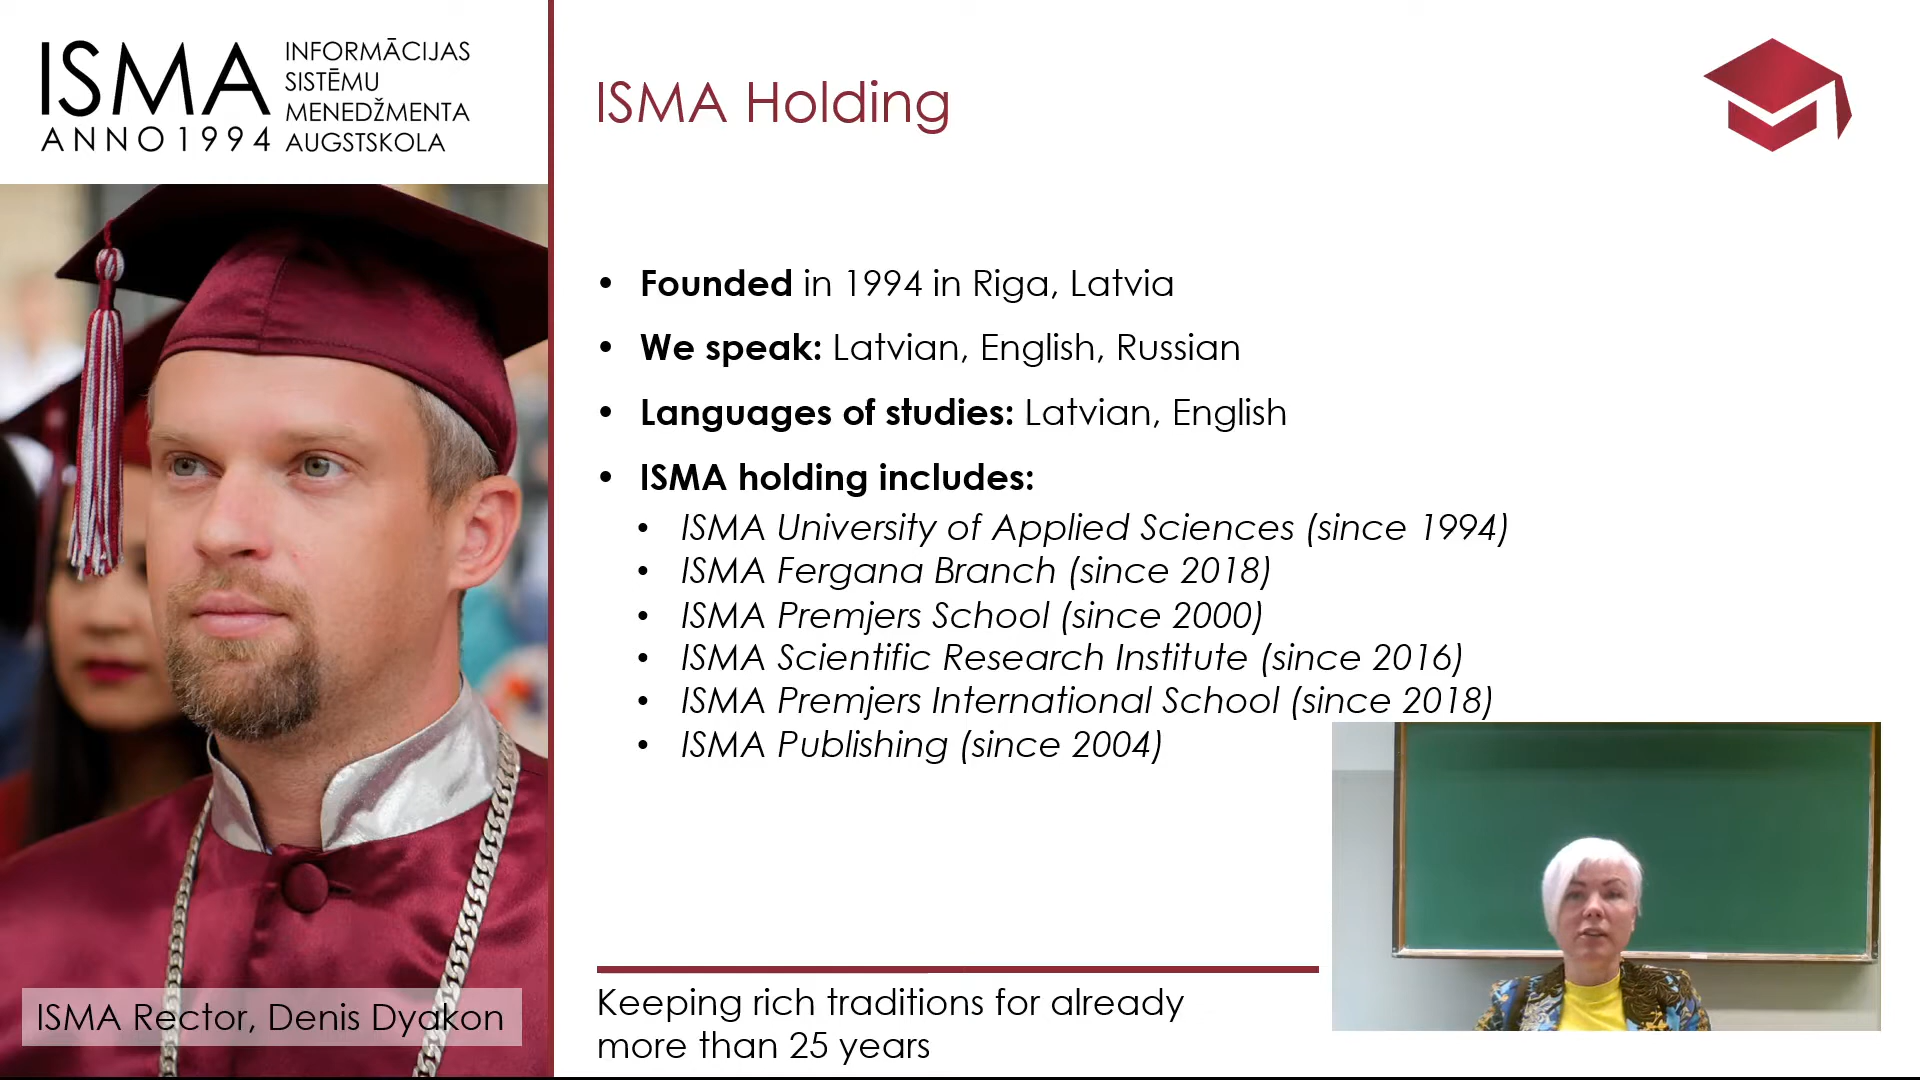 ISMA
ANNO 1994
INFORMĀCIJAS
SISTĒMU
MENEDŽMENTA
AUGSTSKOLA
ISMA Holding
• Founded in 1994 in Riga, Latvia
• We speak: Latvian, English, Russian
• Languages of studies: Latvian, English
• ISMA holding includes:
• ISMA University of Applied Sciences (since 1994)
• ISMA Fergana Branch (since 2018)
• ISMA Premjers School (since 2000)
• ISMA Scientific Research Institute (since 2016)
• ISMA Premjers International School (since 2018)
• ISMA Publishing (since 2004)
ISMA Rector, Denis Dyakon
Keeping rich traditions for already
more than 25 years